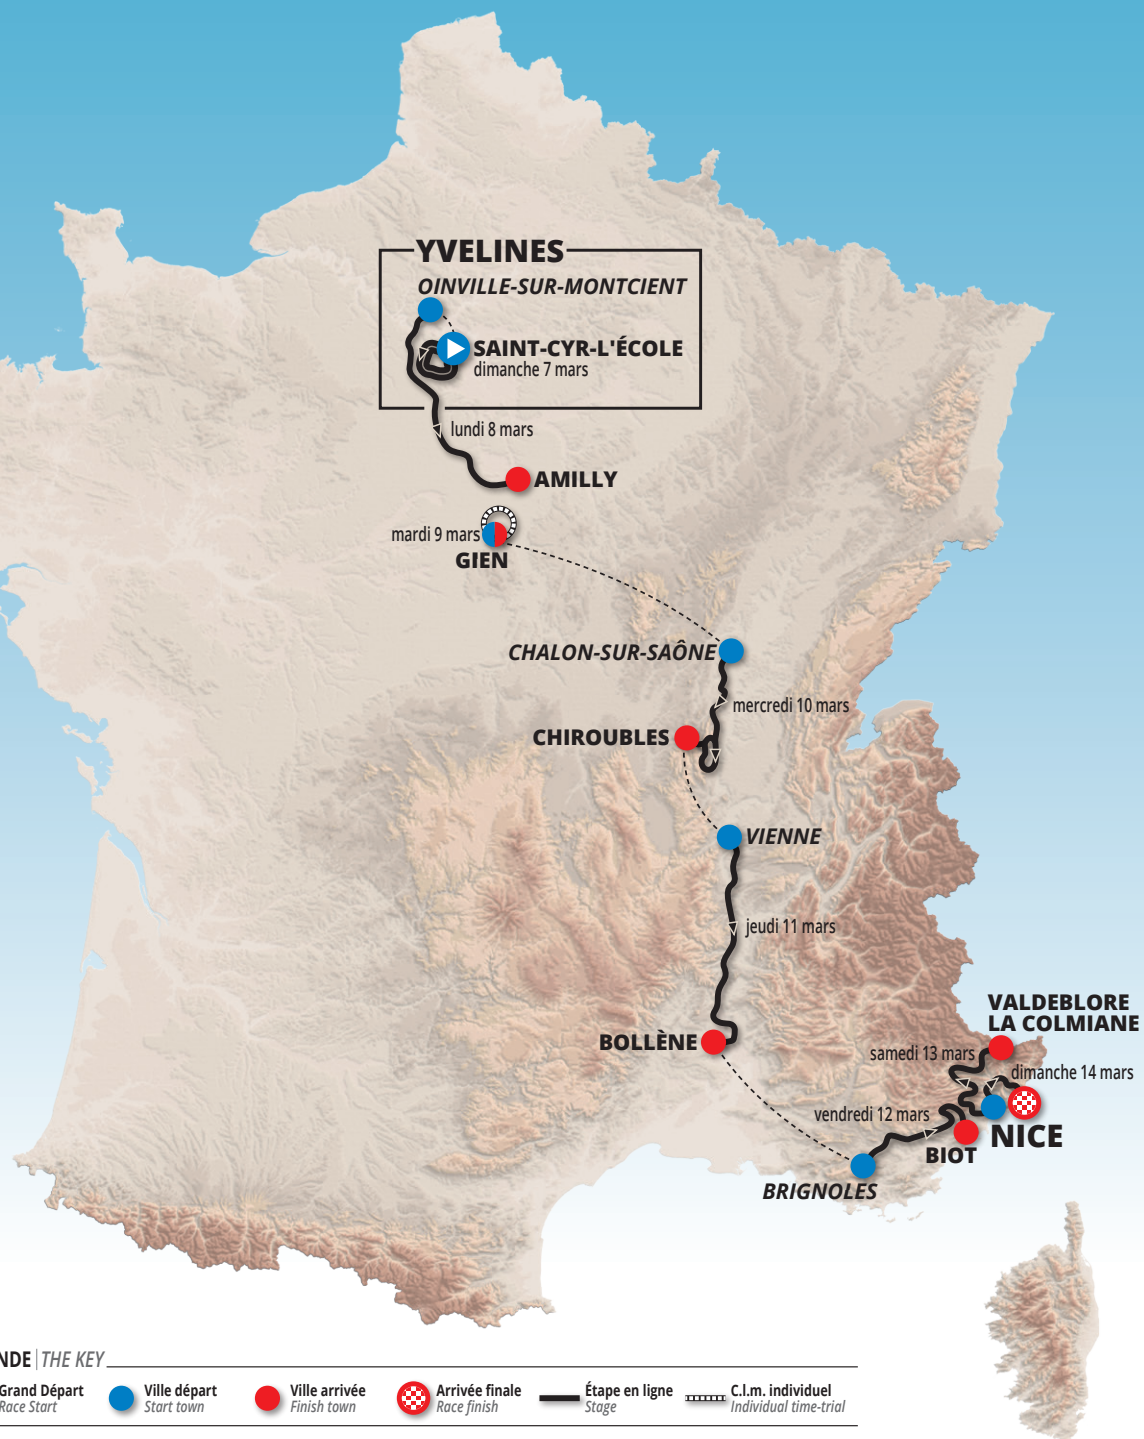 YVELINES
OINVILLE-SUR-MONTCIENT
SAINT-CYR-L'ÉCOLE
dimanche 7 mars
lundi 8 mars
AMILLY
mardi 9 mars
GIEN
CHALON-SUR-SAÔNE
mercredi 10 mars
CHIROUBLES
VIENNE
jeudi 11 mars
BOLLÈNE
VALDEBLORE
LA COLMIANE
samedi 13 mars
dimanche 14 mars
vendredi 12 mars
NICE
BIOT
BRIGNOLES
NDE | THE KEY
Grand Départ
Race Start
Ville départ
Start town
Ville arrivée
Finish town
Arrivée finale
Race finish
Étape en ligne
Stage
C.l.m. individuel
Individual time-trial